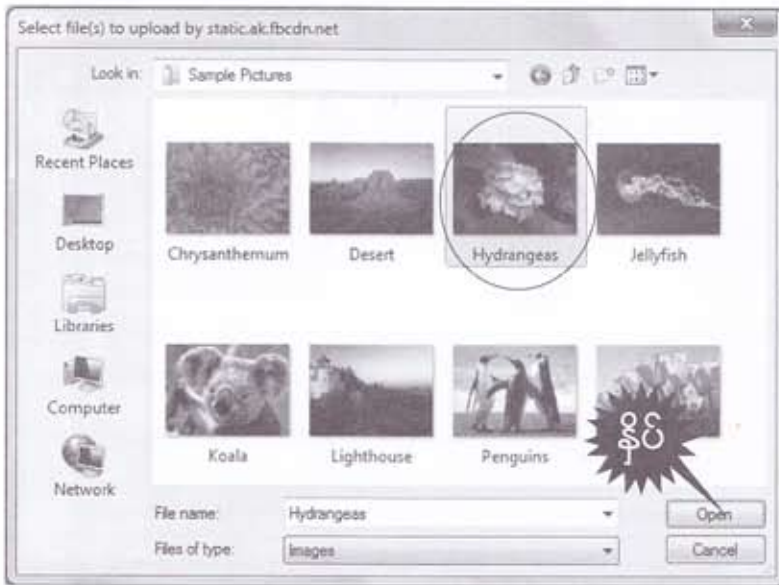 Select file(s) to upload by static.ak.fbcdn.net
Look in: Sample Pictures
Recent Places
Desktop
Libraries
Computer
Network
Chrysanthemum Desert Hydrangeas Jellyfish
Koala Lighthouse Penguins
နှိပ်
File name: Hydrangeas
Open
Files of type: Images
Cancel